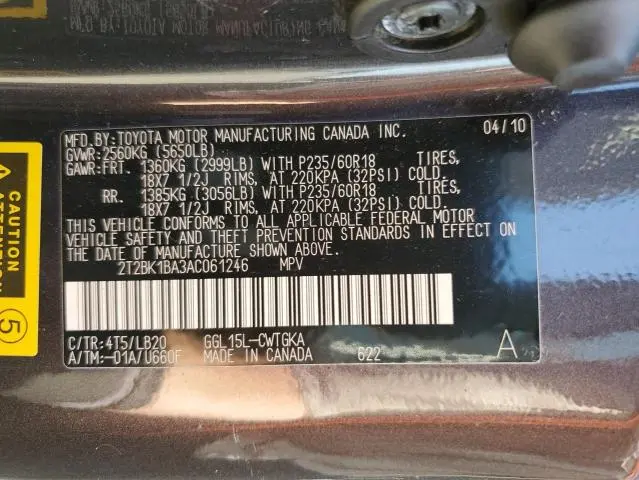 MFD.BY:TOYOTA MOTOR MANUFACTURING CANADA INC. 04/10
GVWR:2560KG (5650LB)
GAWR:FRT. 1360KG (2999LB) WITH P235/60R18 TIRES,
18X7 1/2J RIMS, AT 220KPA (32PSI) COLD.
RR. 1385KG (3056LB) WITH P235/60R18 TIRES,
18X7 1/2J RIMS, AT 220KPA (32PSI) COLD.
THIS VEHICLE CONFORMS TO ALL APPLICABLE FEDERAL MOTOR
VEHICLE SAFETY AND THEFT PREVENTION STANDARDS IN EFFECT ON
THE DATE OF MANUFACTURE SHOWN ABOVE.
2T2BK1BA3AC061246 MPV
C/TR:4T5/LB20 GGL15L-CWTGKA
A/TM:-01A/U660F MADE IN CANADA 622 A
CAUTION
ATTENTION
5